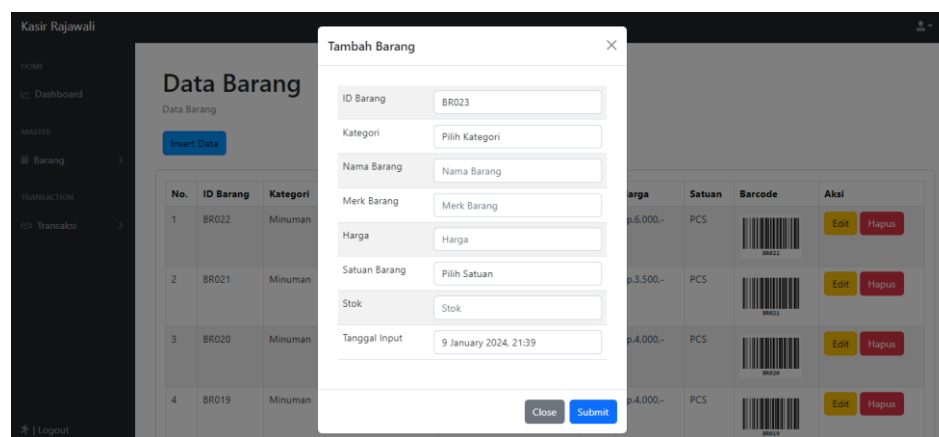 Kasir Rajawali
HOME
Dashboard
MASTER
Barang
TRANSACTION
Transaksi
| Logout
Data Barang
Data Barang
Insert Data
Tambah Barang
ID Barang BR023
Kategori Pilih Kategori
Nama Barang Nama Barang
Merk Barang Merk Barang
Harga Harga
Satuan Barang Pilih Satuan
Stok Stok
Tanggal Input 9 January 2024, 21:39
Close Submit
No. ID Barang Kategori arga Satuan Barcode Aksi
1 BR022 Minuman p.6.000,- PCS BR022 Edit Hapus
2 BR021 Minuman p.3.500,- PCS BR021 Edit Hapus
3 BR020 Minuman p.4.000,- PCS BR020 Edit Hapus
4 BR019 Minuman p.4.000,- PCS BR019 Edit Hapus